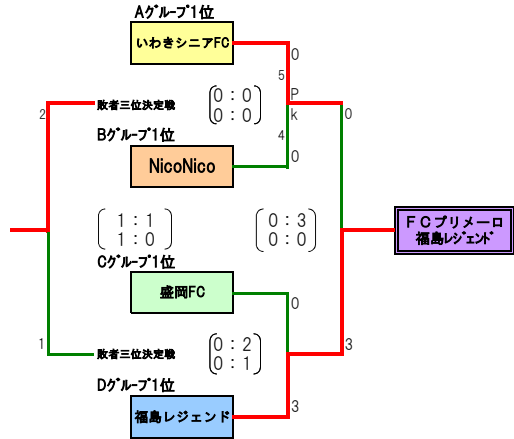 Aｸﾞﾙｰﾌﾟ1位
いわきシニアFC
0
5
2
敗者三位決定戦
0 : 0
0 : 0
P
k
0
Bｸﾞﾙｰﾌﾟ1位
4
NicoNico
0
1 : 1
1 : 0
0 : 3
0 : 0
ＦＣプリメーロ
福島ﾚｼﾞｪﾝﾄﾞ
Cｸﾞﾙｰﾌﾟ1位
盛岡FC
0
1
敗者三位決定戦
0 : 2
0 : 1
3
Dｸﾞﾙｰﾌﾟ1位
福島レジェンド
3